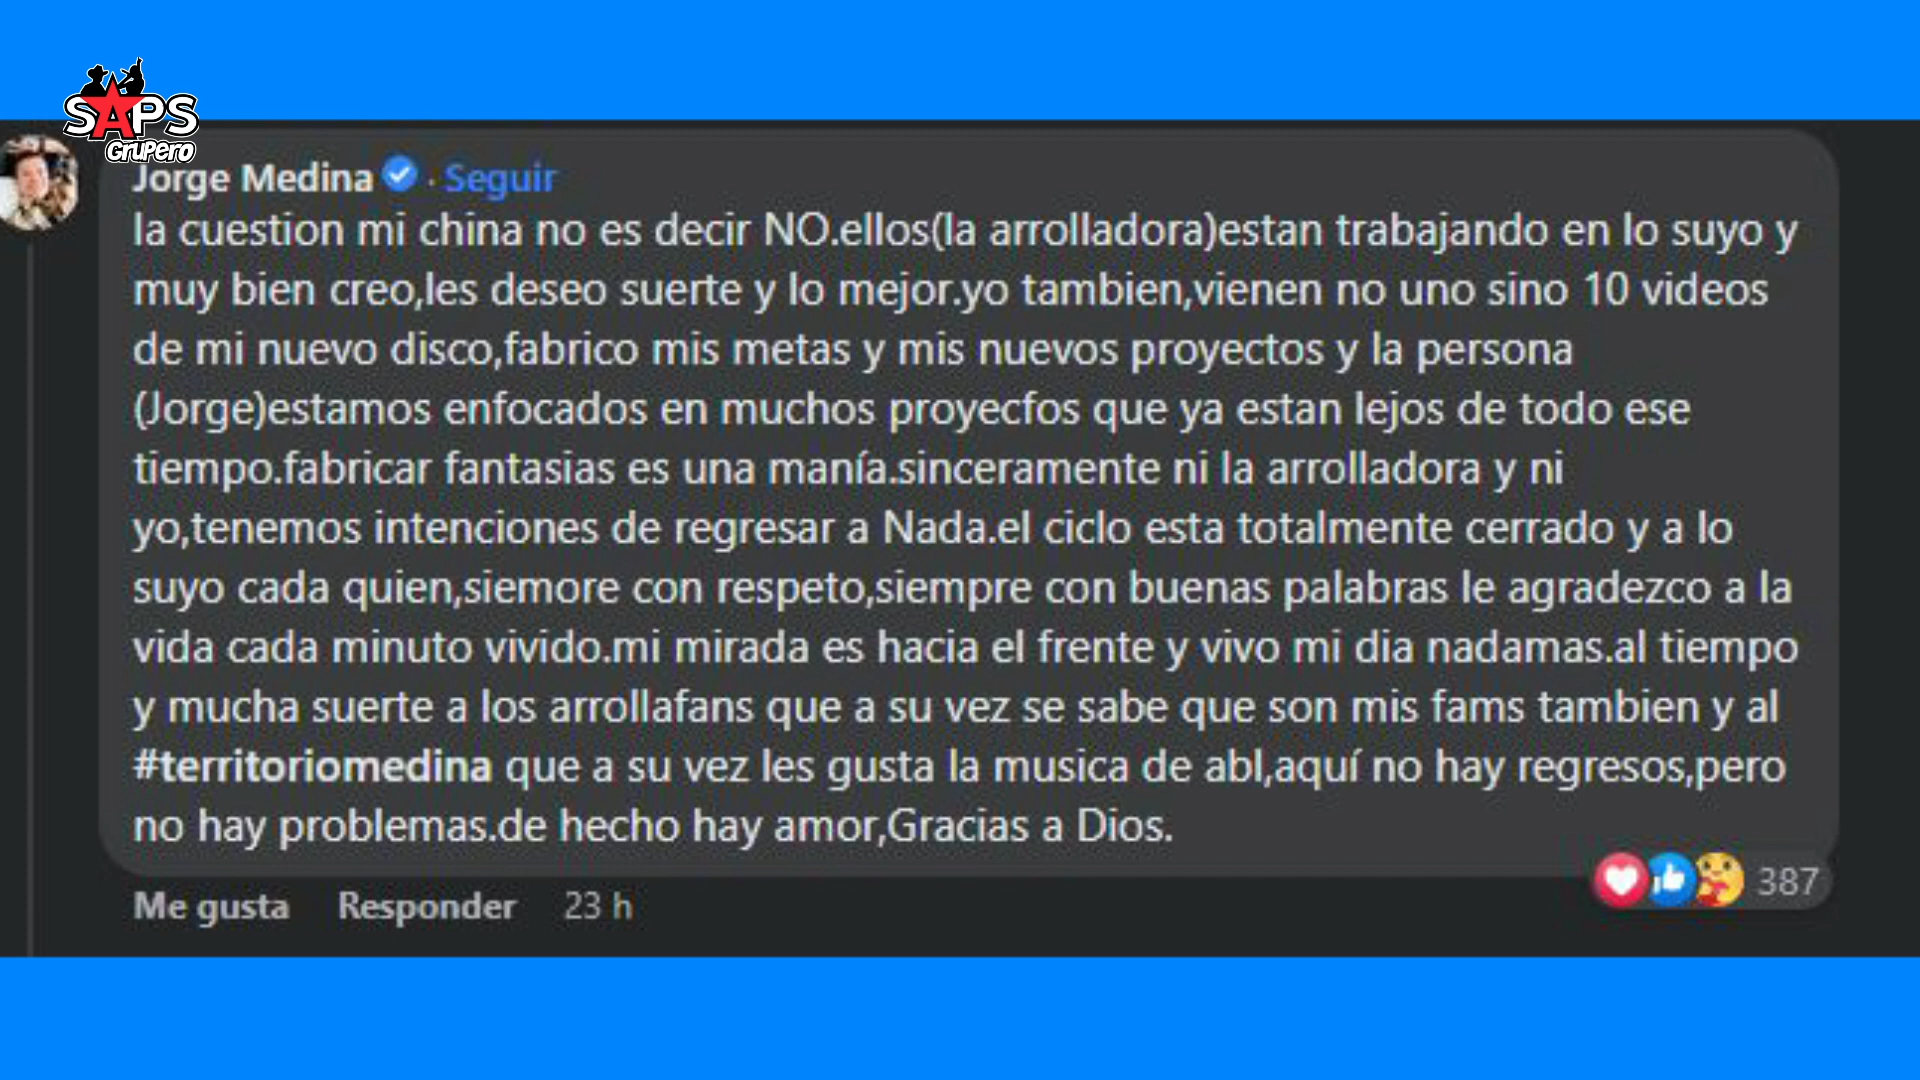 SAPS
GruPero
Jorge Medina · Seguir
la cuestion mi china no es decir NO.ellos(la arrolladora)estan trabajando en lo suyo y
muy bien creo,les deseo suerte y lo mejor.yo tambien,vienen no uno sino 10 videos
de mi nuevo disco,fabrico mis metas y mis nuevos proyectos y la persona
(Jorge)estamos enfocados en muchos proyecfos que ya estan lejos de todo ese
tiempo.fabricar fantasias es una manía.sinceramente ni la arrolladora y ni
yo,tenemos intenciones de regresar a Nada.el ciclo esta totalmente cerrado y a lo
suyo cada quien,siemore con respeto,siempre con buenas palabras le agradezco a la
vida cada minuto vivido.mi mirada es hacia el frente y vivo mi dia nadamas.al tiempo
y mucha suerte a los arrollafans que a su vez se sabe que son mis fams tambien y al
#territoriomedina que a su vez les gusta la musica de abl,aquí no hay regresos,pero
no hay problemas.de hecho hay amor,Gracias a Dios.
387
Me gusta Responder 23 h